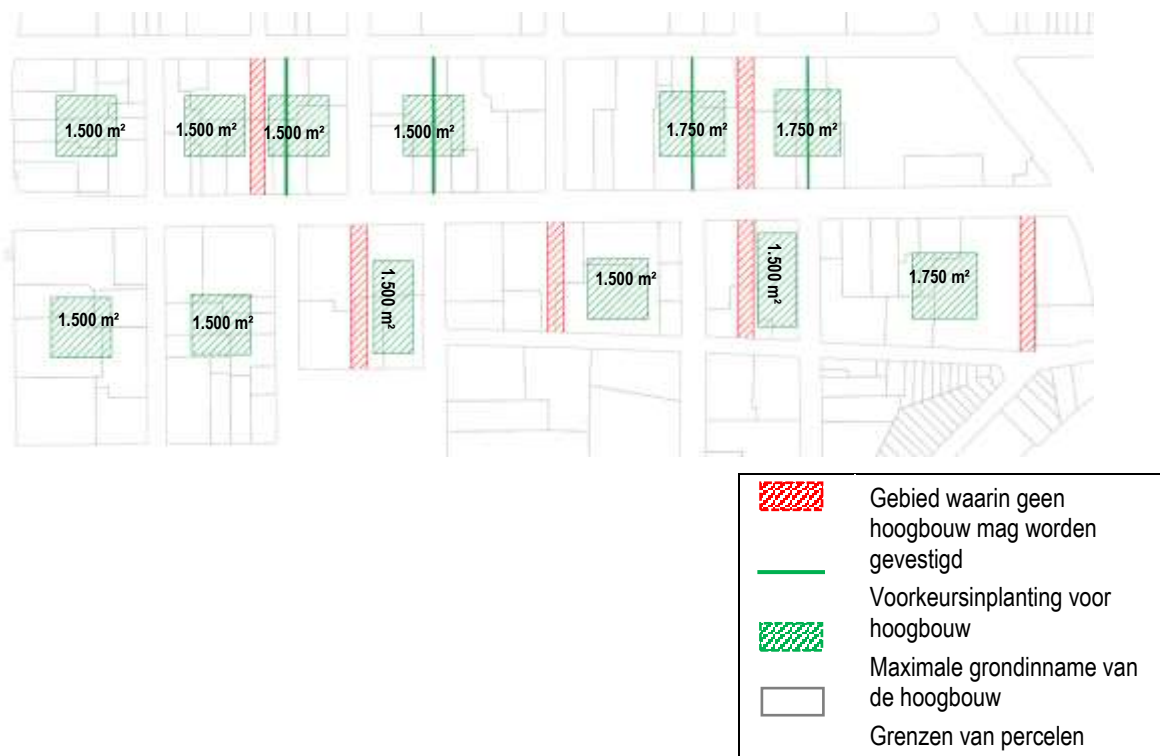 1.500 m²
1.500 m²
1.500 m²
1.500 m²
1.750 m²
1.750 m²
1.500 m²
1.500 m²
1.500 m²
1.500 m²
1.500 m²
1.750 m²
Gebied waarin geen
hoogbouw mag worden
gevestigd
Voorkeursinplanting voor
hoogbouw
Maximale grondinname van
de hoogbouw
Grenzen van percelen